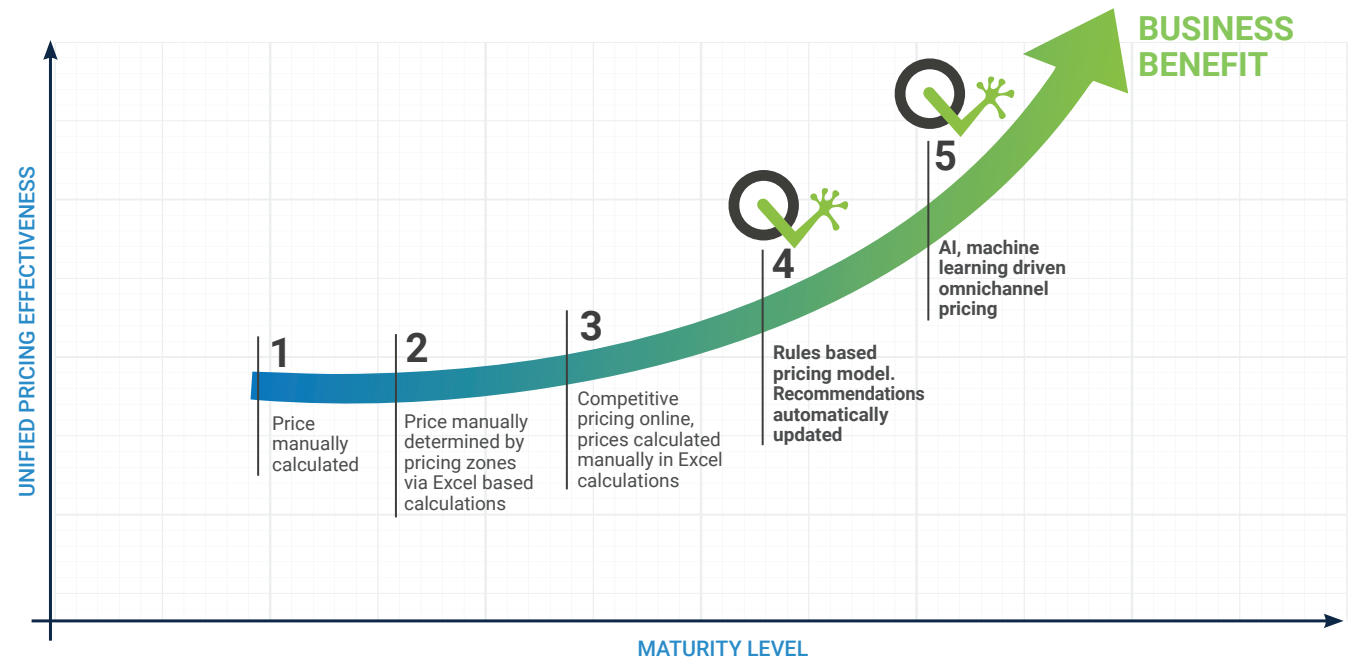 BUSINESS
BENEFIT
UNIFIED PRICING EFFECTIVENESS
1
Price
manually
calculated
2
Price manually
determined by
pricing zones
via Excel based
calculations
3
Competitive
pricing online,
prices calculated
manually in Excel
calculations
4
Rules based
pricing model.
Recommendations
automatically
updated
5
AI, machine
learning driven
omnichannel
pricing
MATURITY LEVEL